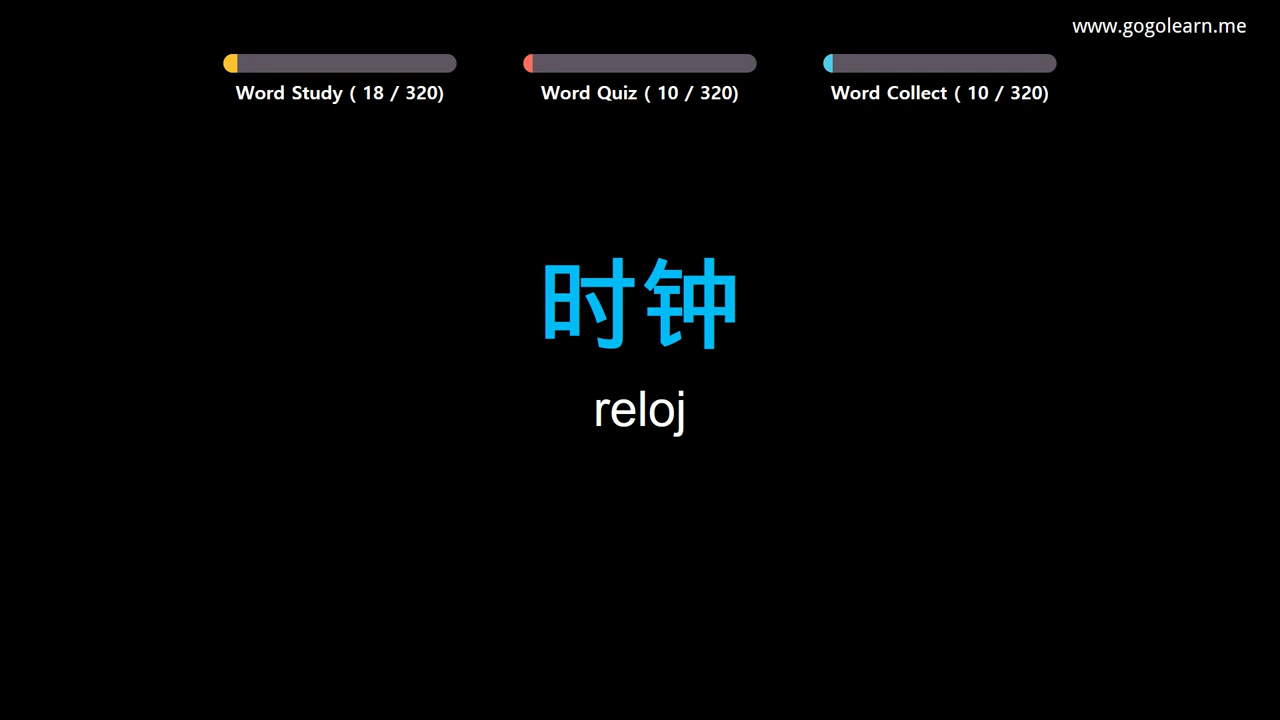 www.gogolearn.me
Word Study ( 18 / 320)
Word Quiz ( 10 / 320)
Word Collect ( 10 / 320)
时钟
reloj